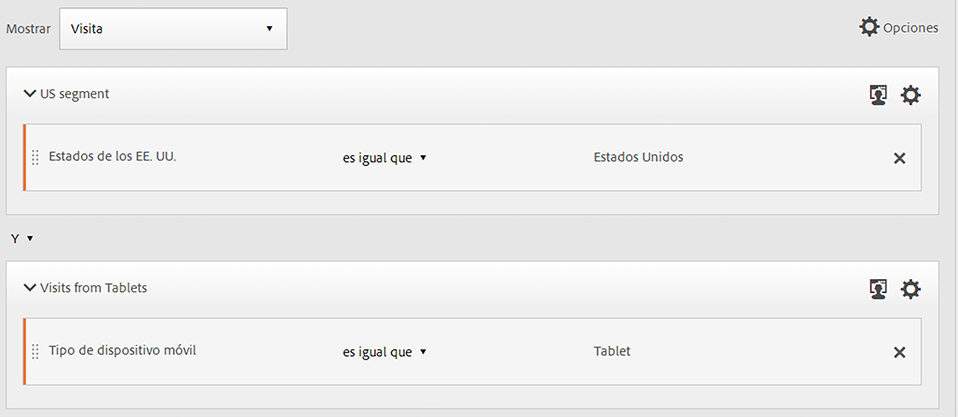 Mostrar Visita Opciones
US segment
Estados de los EE. UU. es igual que Estados Unidos
Y
Visits from Tablets
Tipo de dispositivo móvil es igual que Tablet